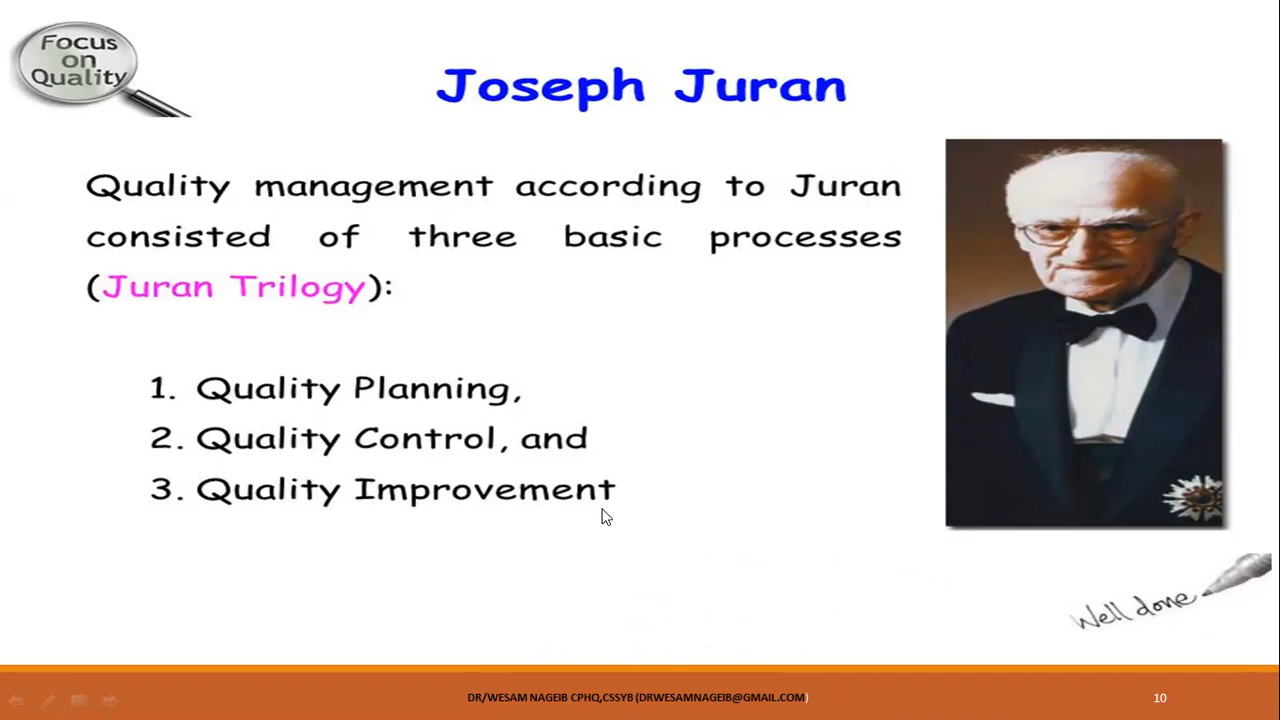 Focus
on
Quality
Joseph Juran
Quality management according to Juran
consisted of three basic processes
(Juran Trilogy):
1. Quality Planning,
2. Quality Control, and
3. Quality Improvement
Well done
DR/WESAM NAGEIB CPHQ,CSSYB (DRWESAMNAGEIB@GMAIL.COM)
10